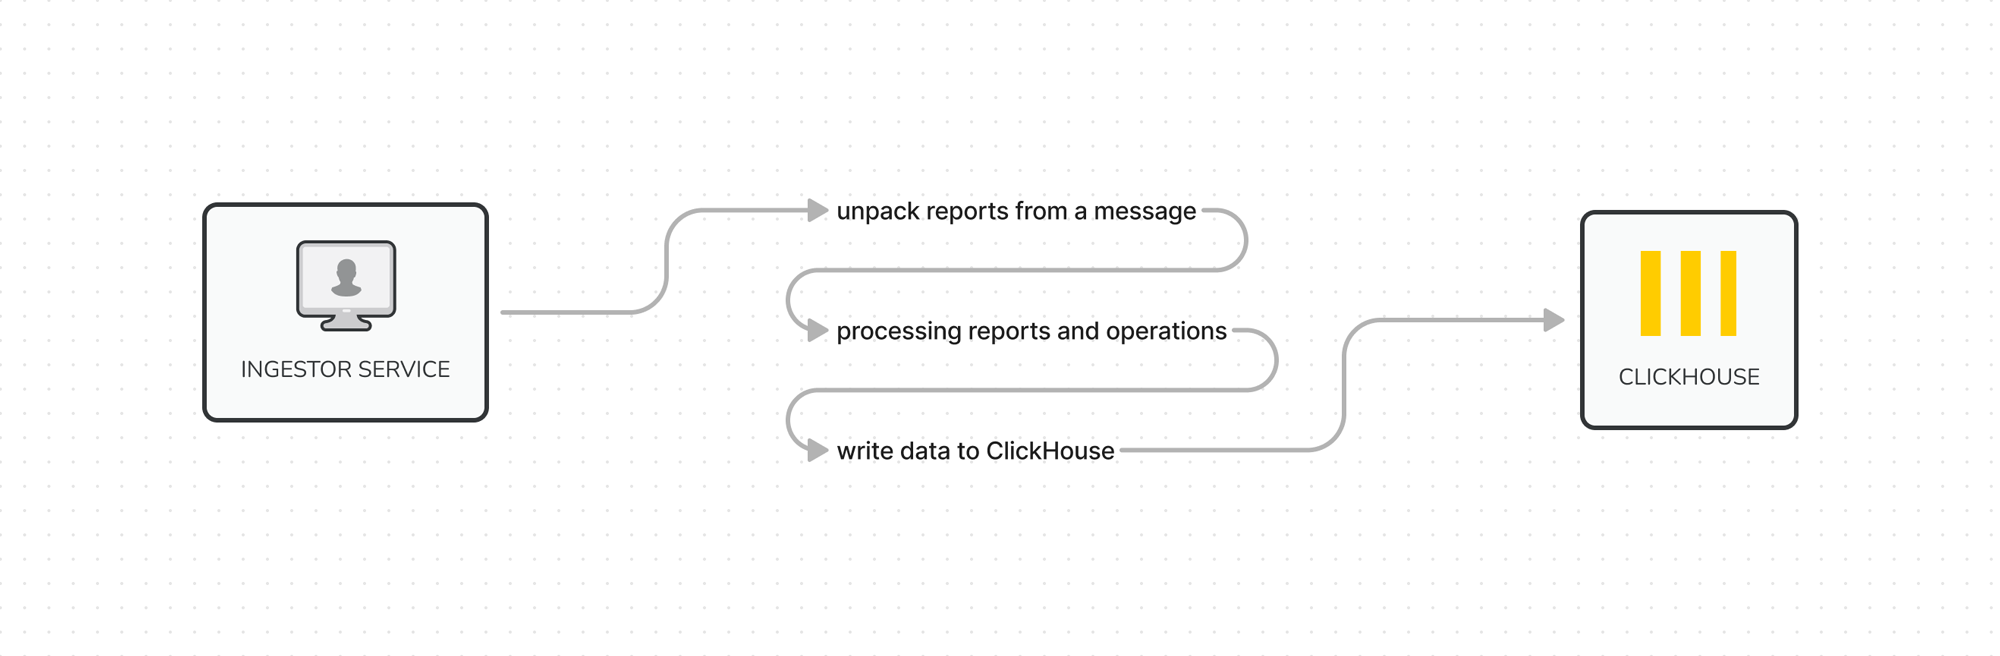 INGESTOR SERVICE
unpack reports from a message
processing reports and operations
write data to ClickHouse
CLICKHOUSE